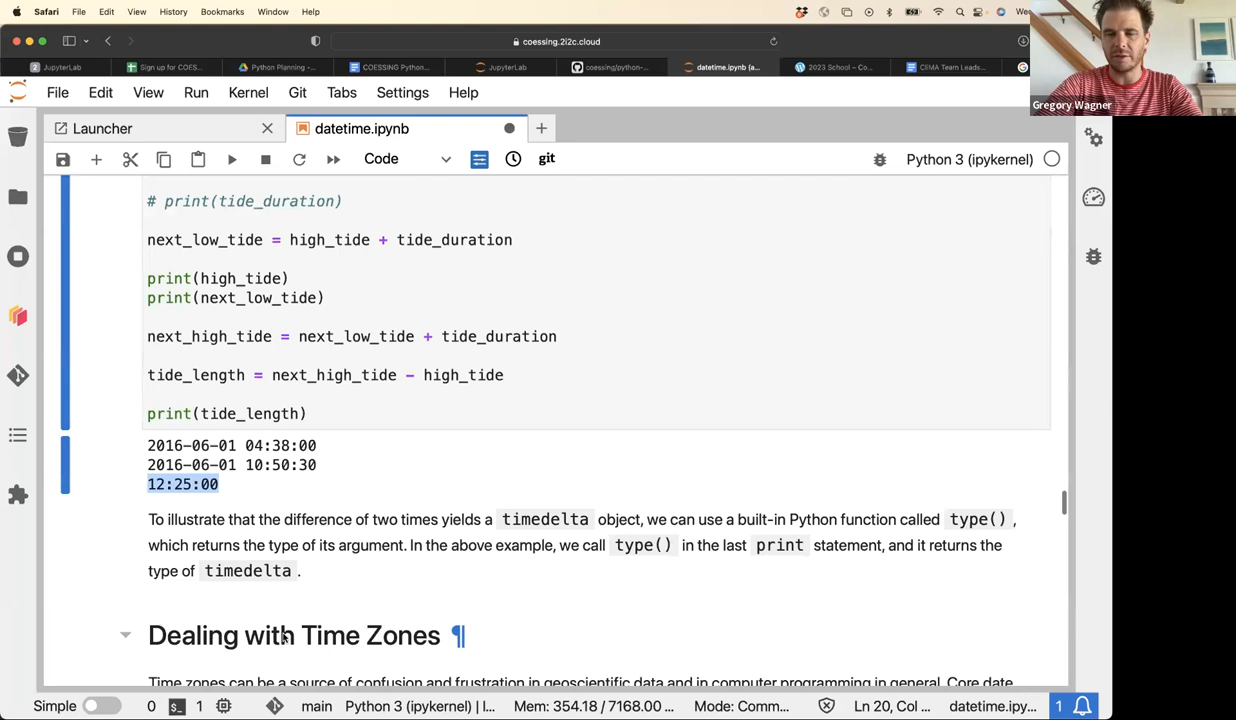 Safari File Edit View History Bookmarks Window Help
coessing.2i2c.cloud
JupyterLab Sign up for COES... Python Planning -... COESSING Python... JupyterLab coessing/python-... datetime.ipynb (a... 2023 School – Co... CliMA Team Leads...
Gregory Wagner
File Edit View Run Kernel Git Tabs Settings Help
Launcher datetime.ipynb
Code git Python 3 (ipykernel)
# print(tide_duration)
next_low_tide = high_tide + tide_duration
print(high_tide)
print(next_low_tide)
next_high_tide = next_low_tide + tide_duration
tide_length = next_high_tide - high_tide
print(tide_length)
2016-06-01 04:38:00
2016-06-01 10:50:30
12:25:00
To illustrate that the difference of two times yields a timedelta object, we can use a built-in Python function called type() ,
which returns the type of its argument. In the above example, we call type() in the last print statement, and it returns the
type of timedelta .
Dealing with Time Zones ¶
Time zones can be a source of confusion and frustration in geoscientific data and in computer programming in general. Core date
Simple 0 1 main Python 3 (ipykernel) | I... Mem: 354.18 / 7168.00 ... Mode: Comm... Ln 20, Col ... datetime.ipy... 1